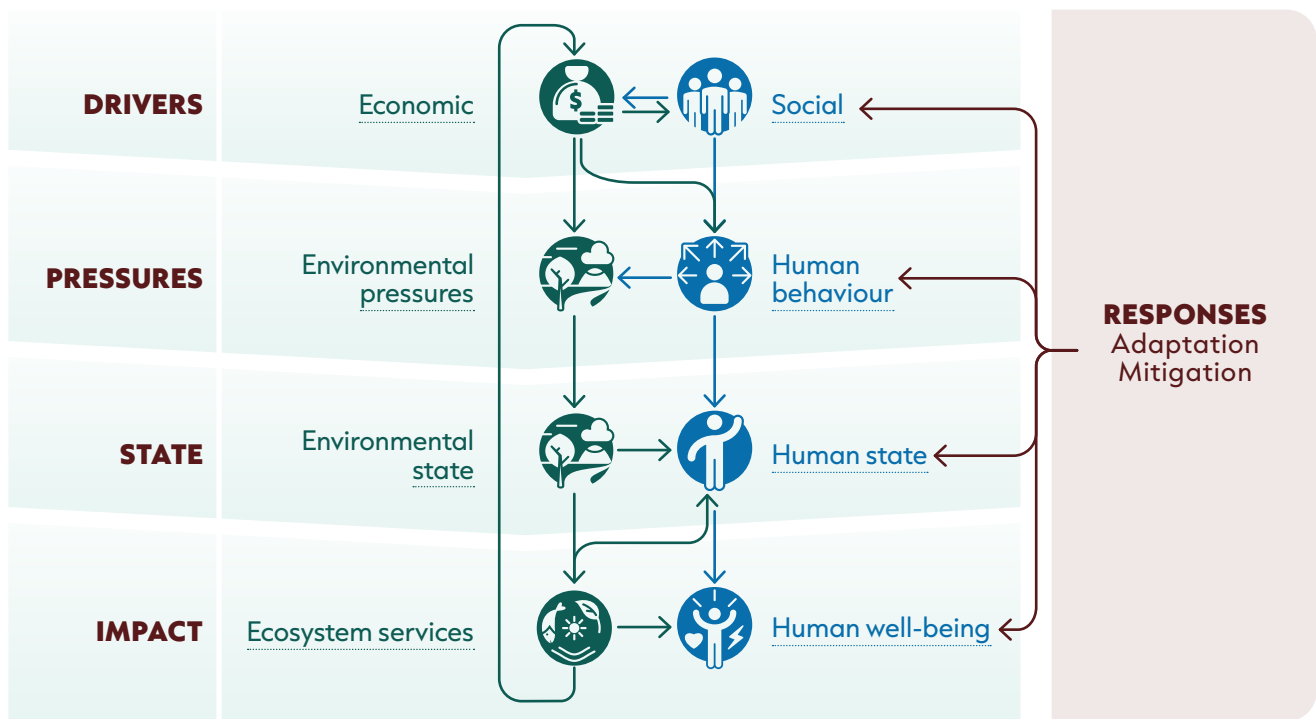 DRIVERS
Economic
$
Social
PRESSURES
Environmental
pressures
Human
behaviour
RESPONSES
Adaptation
Mitigation
STATE
Environmental
state
Human state
IMPACT
Ecosystem services
Human well-being